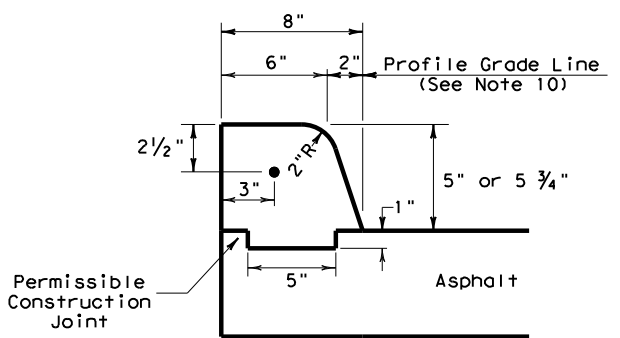 8"
6"
2"
Profile Grade Line
(See Note 10)
2½"
2"R
3"
5" or 5 ¾"
1"
5"
Permissible
Construction
Joint
Asphalt